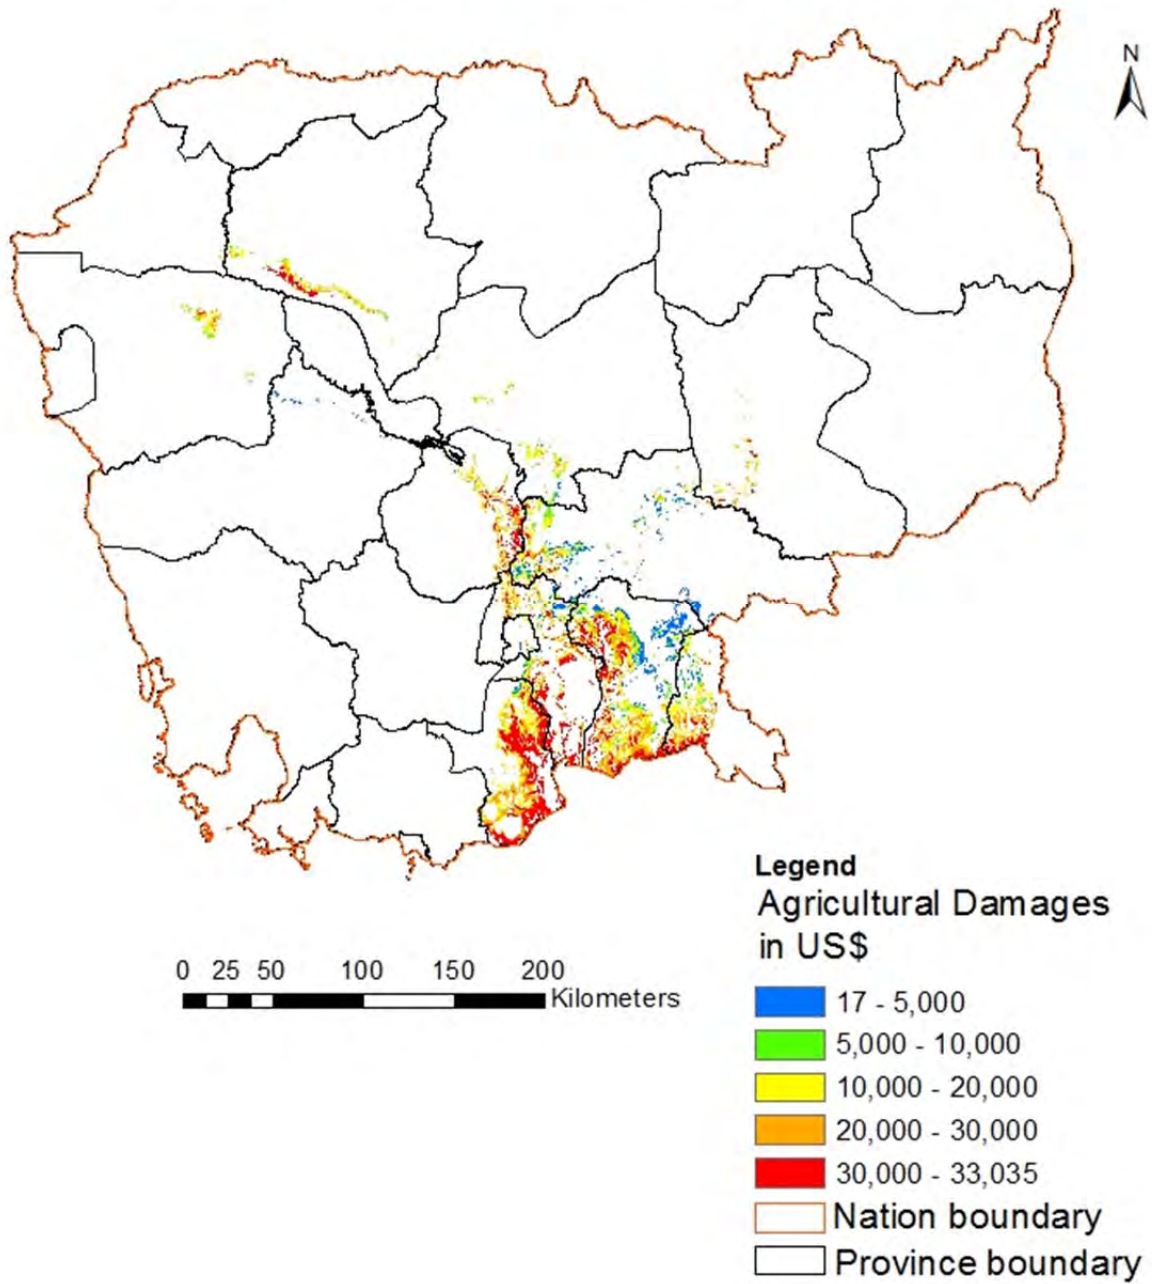 N
Legend
Agricultural Damages
in US$
0 25 50 100 150 200
Kilometers
17 - 5,000
5,000 - 10,000
10,000 - 20,000
20,000 - 30,000
30,000 - 33,035
Nation boundary
Province boundary